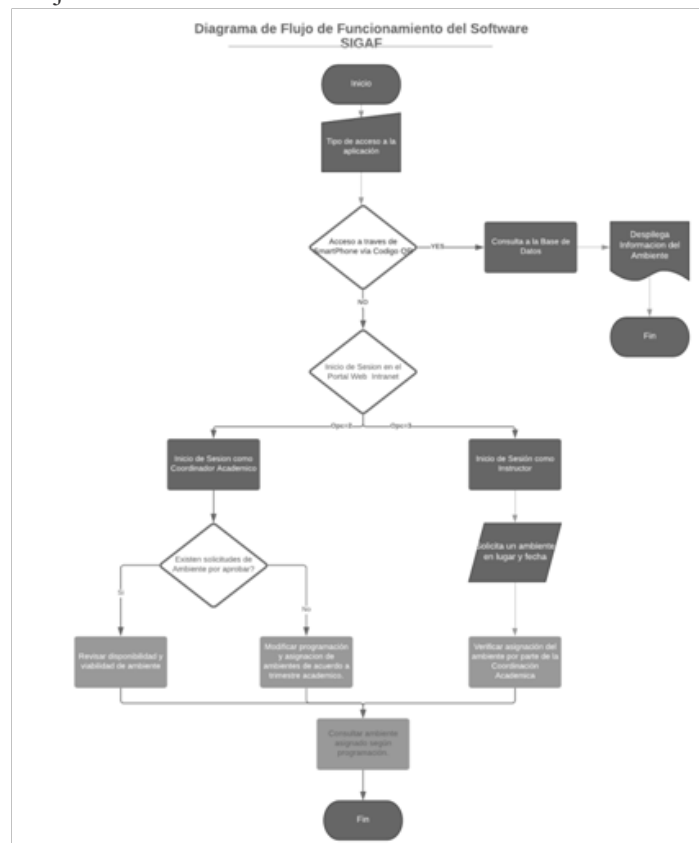 Diagrama de Flujo de Funcionamiento del Software
SIGAF
Inicio
Tipo de acceso a la
aplicación
Acceso a traves de
SmartPhone vía Codigo QR
YES
Consulta a la Base de
Datos
Despliega
Informacion del
Ambiente
Fin
NO
Inicio de Sesion en el
Portal Web Intranet
Opc=2
Opc=3
Inicio de Sesion como
Coordinador Academico
Inicio de Sesión como
Instructor
Existen solicitudes de
Ambiente por aprobar?
Solicita un ambiente
en lugar y fecha
Si
No
Revisar disponibilidad y
viabilidad de ambiente
Modificar programación
y asignacion de
ambientes de acuerdo a
trimestre academico.
Verificar asignación del
ambiente por parte de la
Coordinación
Academica
Consultar ambiente
asignado según
programación.
Fin